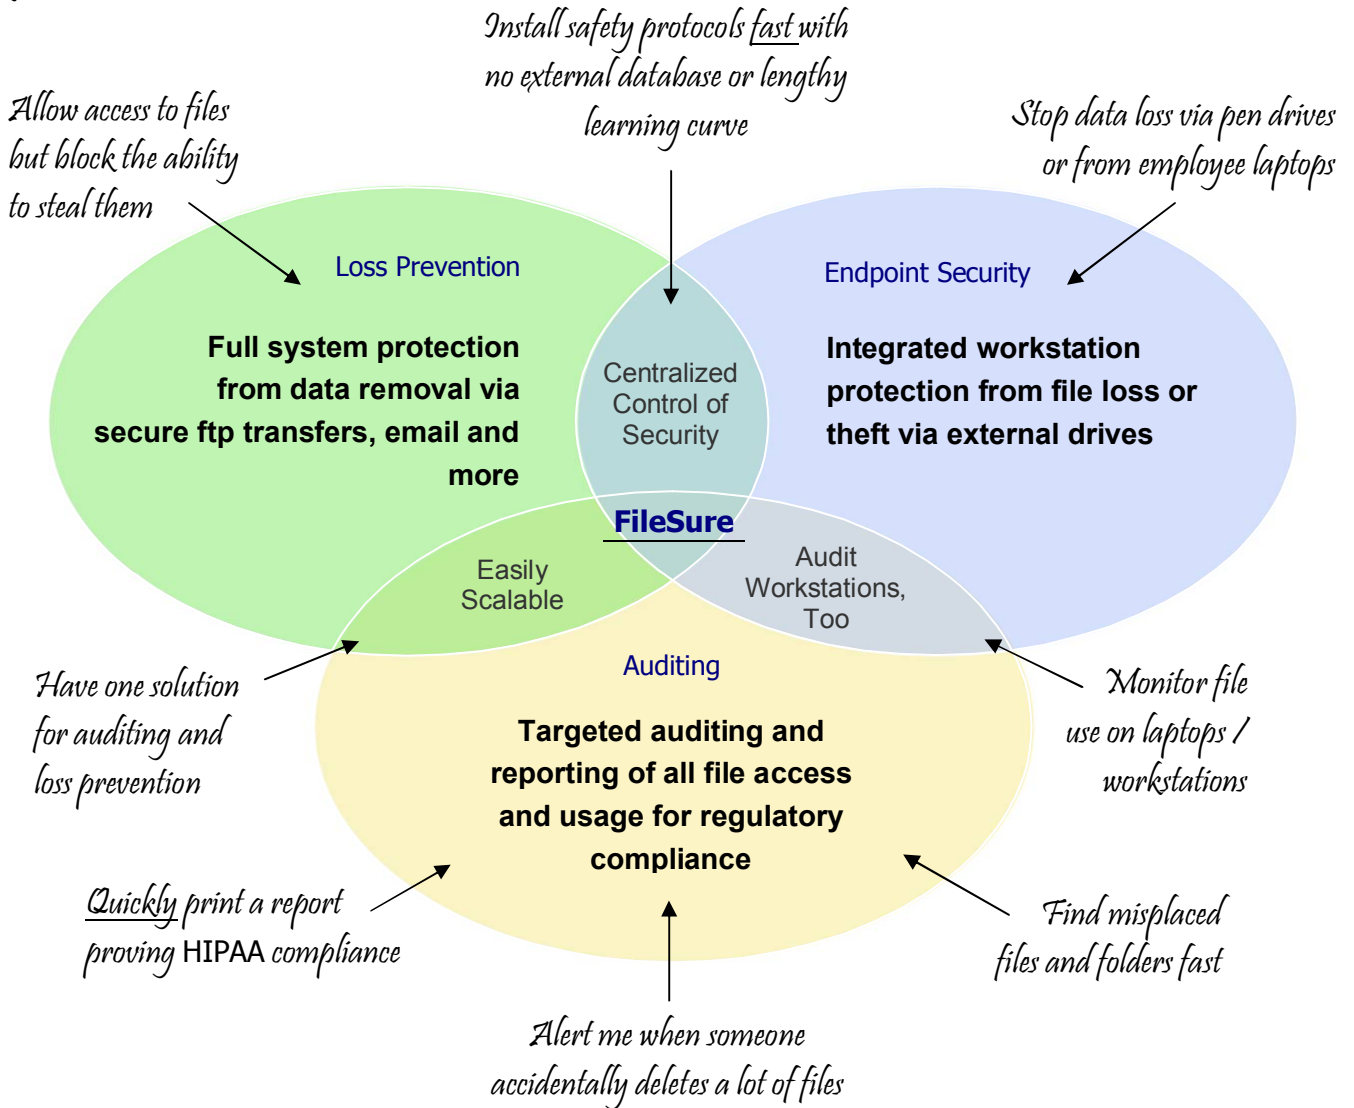 Install safety protocols fast with
no external database or lengthy
learning curve
Allow access to files
but block the ability
to steal them
Stop data loss via pen drives
or from employee laptops
Loss Prevention
Full system protection
from data removal via
secure ftp transfers, email and
more
Centralized
Control of
Security
Endpoint Security
Integrated workstation
protection from file loss or
theft via external drives
FileSure
Easily
Scalable
Audit
Workstations,
Too
Have one solution
for auditing and
loss prevention
Auditing
Targeted auditing and
reporting of all file access
and usage for regulatory
compliance
Monitor file
use on laptops /
workstations
Quickly print a report
proving HIPAA compliance
Find misplaced
files and folders fast
Alert me when someone
accidentally deletes a lot of files